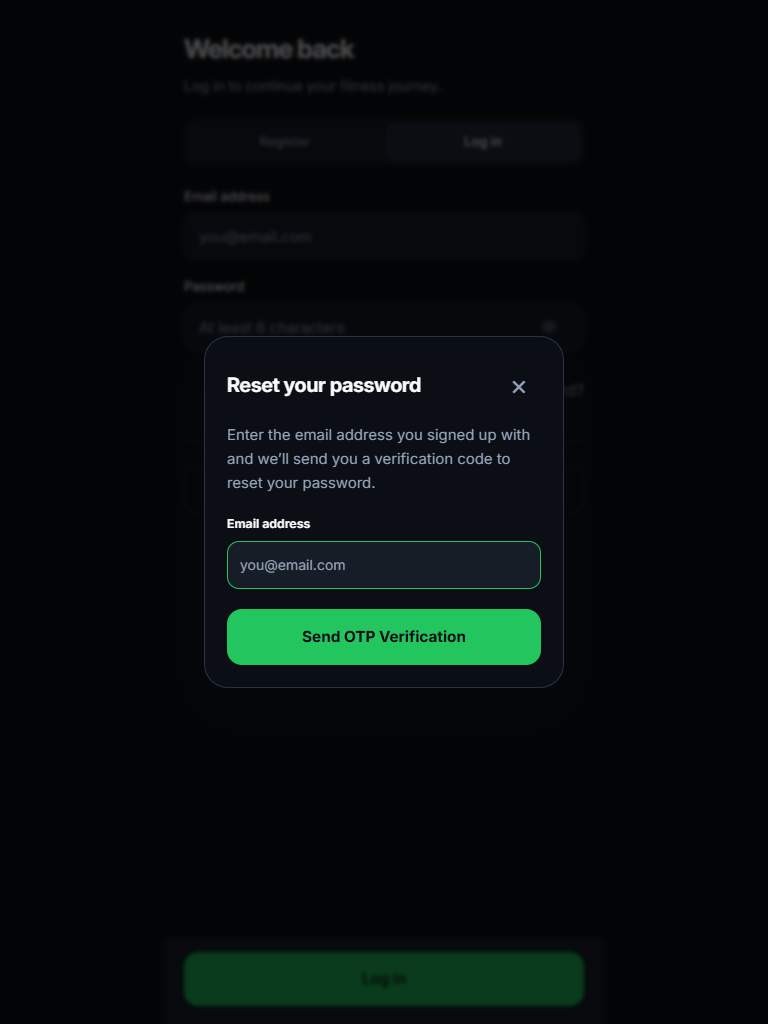 Welcome back
Log in to continue your fitness journey.
Register
Log in
Email address
you@email.com
Password
At least 8 characters
Reset your password
Enter the email address you signed up with
and we’ll send you a verification code to
reset your password.
Email address
you@email.com
Send OTP Verification
Log in